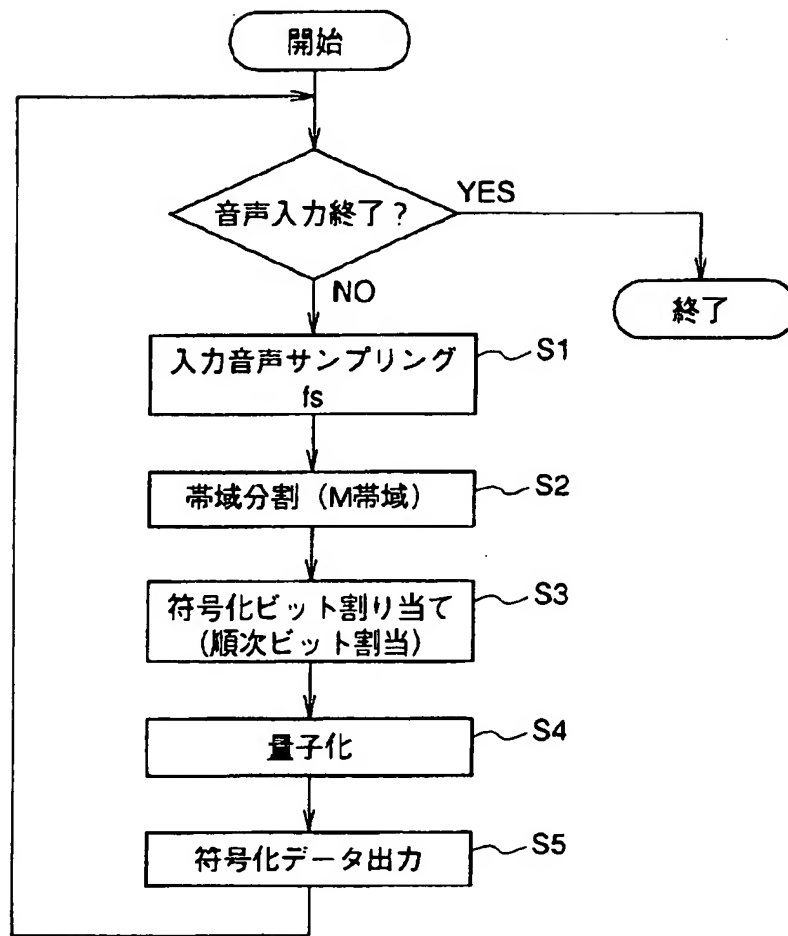 開始
音声入力終了?
YES
NO
終了
入力音声サンプリング
fs
S1
帯域分割(M帯域)
S2
符号化ビット割り当て
(順次ビット割当)
S3
量子化
S4
符号化データ出力
S5